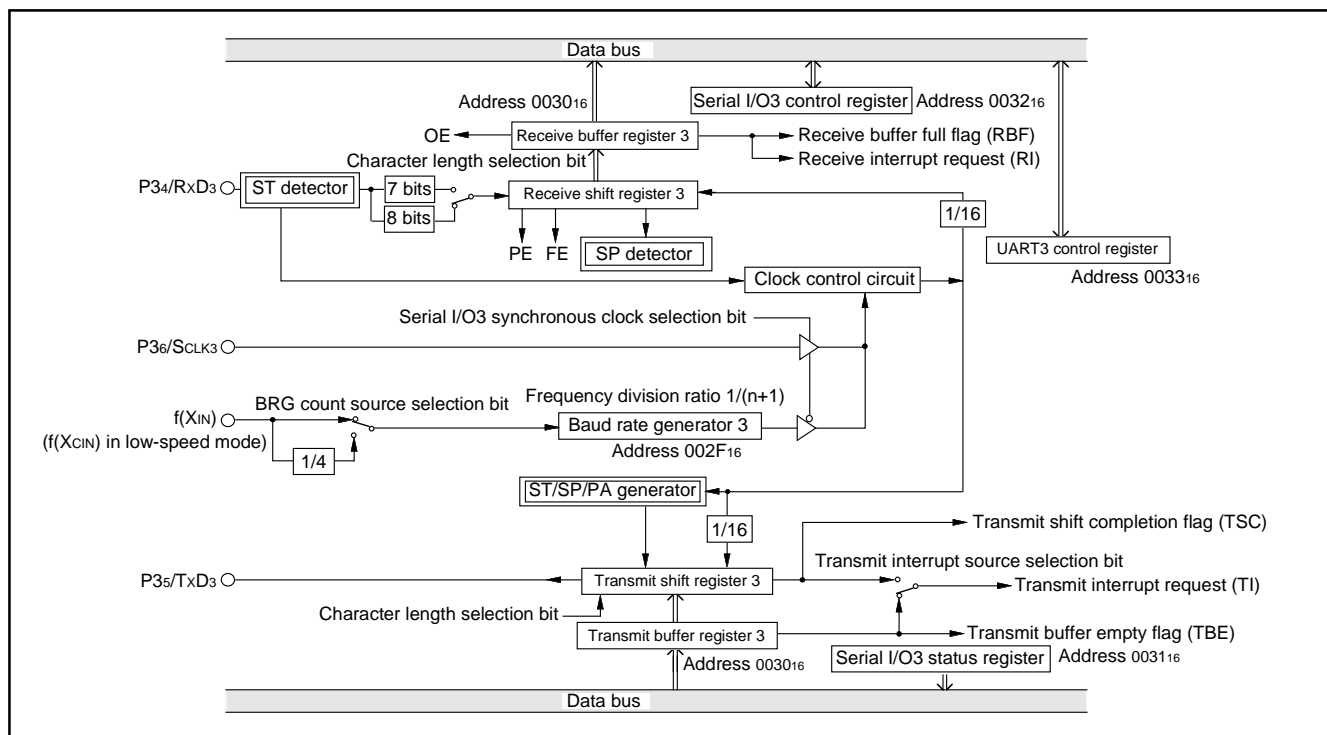 Data bus
Address 003016
Serial I/O3 control register Address 003216
OE
Receive buffer register 3
Receive buffer full flag (RBF)
Receive interrupt request (RI)
Character length selection bit
P34/RXD3
ST detector
7 bits
8 bits
Receive shift register 3
1/16
PE FE
SP detector
UART3 control register
Address 003316
Clock control circuit
Serial I/O3 synchronous clock selection bit
P36/SCLK3
BRG count source selection bit
Frequency division ratio 1/(n+1)
f(XIN)
(f(XCIN) in low-speed mode)
Baud rate generator 3
Address 002F16
1/4
ST/SP/PA generator
1/16
Transmit shift completion flag (TSC)
Transmit interrupt source selection bit
P35/TXD3
Transmit shift register 3
Transmit interrupt request (TI)
Character length selection bit
Transmit buffer register 3
Transmit buffer empty flag (TBE)
Address 003016
Serial I/O3 status register Address 003116
Data bus